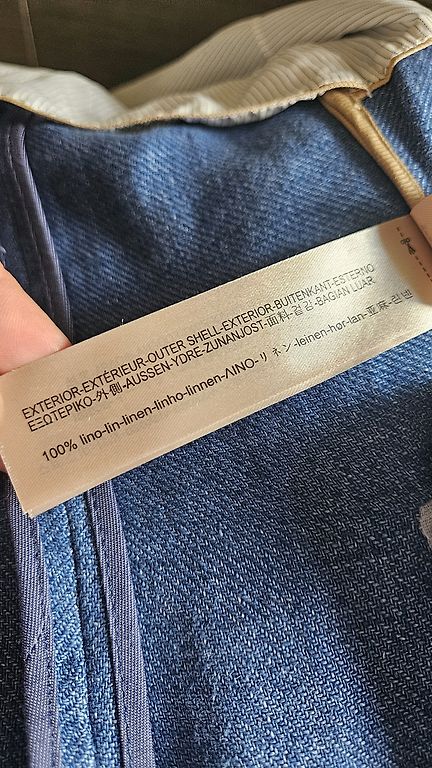 EXTERIOR-EXTÉRIEUR-OUTER SHELL-EXTERIOR-BUITENKANT-ESTERNO
ΕΞΩΤΕΡΙΚΟ-外側-AUSSEN-YDRE-ZUNANJOST-面料-겉감-BAGIAN LUAR.
100% lino-lin-linen-linho-linnen-ΛΙΝΟ-リネン-leinen-hør-lan-亚麻-린넨